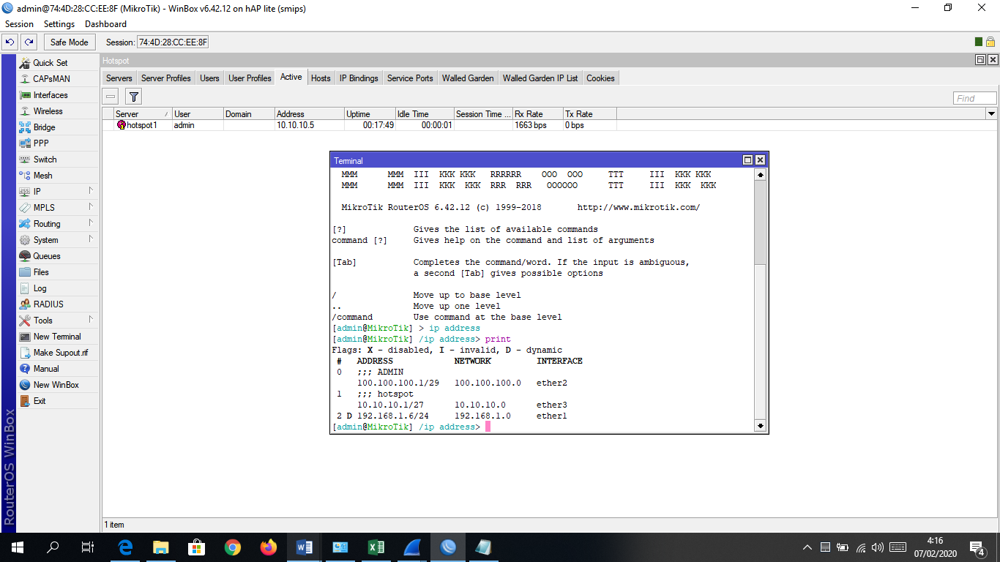 admin@74:4D:28:CC:EE:8F (MikroTik) - WinBox v6.42.12 on hAP lite (smips)
Session Settings Dashboard
Safe Mode Session: 74:4D:28:CC:EE:8F
Quick Set
CAPsMAN
Interfaces
Wireless
Bridge
PPP
Switch
Mesh
IP
MPLS
Routing
System
Queues
Files
Log
RADIUS
Tools
New Terminal
Make Supout.rif
Manual
New WinBox
Exit
RouterOS WinBox
Hotspot
Servers Server Profiles Users User Profiles Active Hosts IP Bindings Service Ports Walled Garden Walled Garden IP List Cookies
Find
Server User Domain Address Uptime Idle Time Session Time ... Rx Rate Tx Rate
hotspot1 admin 10.10.10.5 00:17:49 00:00:01 1663 bps 0 bps
Terminal
MMM MMM III KKK KKK RRRRRR OOO OOO TTT III KKK KKK
MMM MMM III KKK KKK RRR RRR OOOOOO TTT III KKK KKK
MikroTik RouterOS 6.42.12 (c) 1999-2018 http://www.mikrotik.com/
[?] Gives the list of available commands
command [?] Gives help on the command and list of arguments
[Tab] Completes the command/word. If the input is ambiguous,
a second [Tab] gives possible options
/ Move up to base level
.. Move up one level
/command Use command at the base level
[admin@MikroTik] > ip address
[admin@MikroTik] /ip address> print
Flags: X - disabled, I - invalid, D - dynamic
# ADDRESS NETWORK INTERFACE
0 ;;; ADMIN
100.100.100.1/29 100.100.100.0 ether2
1 ;;; hotspot
10.10.10.1/27 10.10.10.0 ether3
2 D 192.168.1.6/24 192.168.1.0 ether1
[admin@MikroTik] /ip address>
1 item
4:16
07/02/2020
4